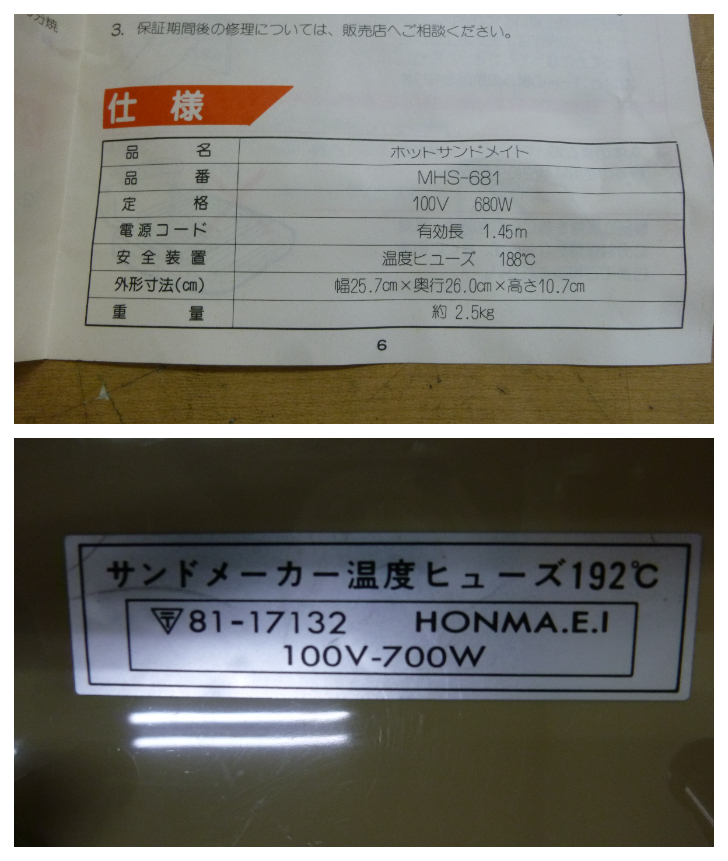 3. 保証期間後の修理については、販売店へご相談ください。
仕様
品名 ホットサンドメイト
品番 MHS-681
定格 100V 680W
電源コード 有効長 1.45m
安全装置 温度ヒューズ 188℃
外形寸法(cm) 幅25.7cm×奥行26.0cm×高さ10.7cm
重量 約 2.5kg
6
サンドメーカー温度ヒューズ192℃
81-17132 HONMA.E.I
100V-700W